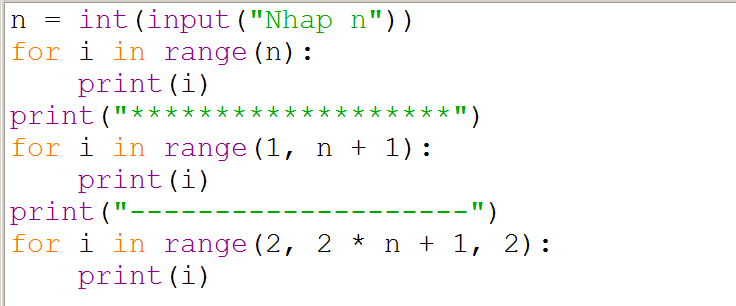 n = int(input("Nhap n"))
for i in range(n):
    print(i)
print("*******************")
for i in range(1, n + 1):
    print(i)
print("--------------------")
for i in range(2, 2 * n + 1, 2):
    print(i)